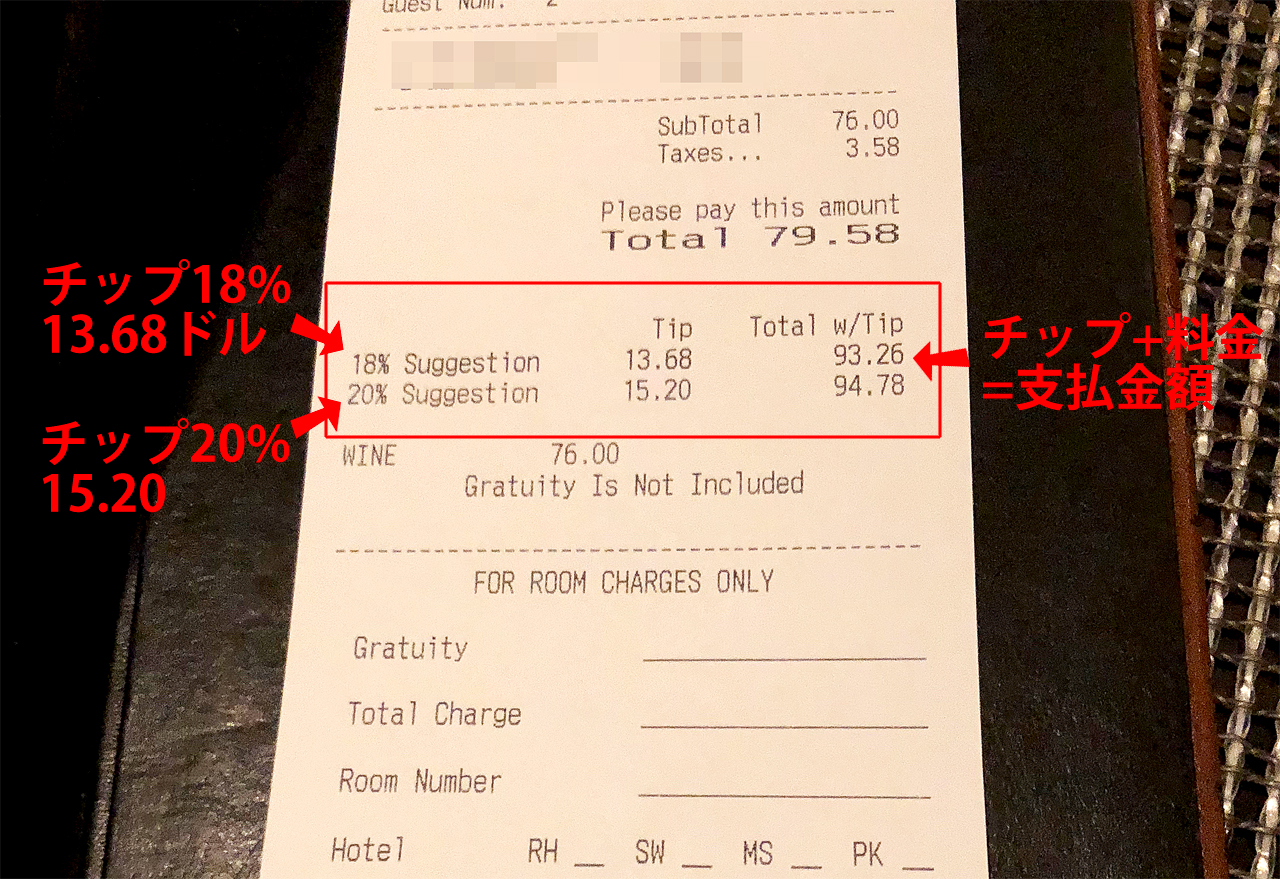 Guest Num. 2
SubTotal 76.00
Taxes... 3.58
Please pay this amount
Total 79.58
チップ18%
13.68ドル
Tip Total w/Tip
18% Suggestion 13.68 93.26
20% Suggestion 15.20 94.78
チップ+料金
=支払金額
チップ20%
15.20
WINE 76.00
Gratuity Is Not Included
FOR ROOM CHARGES ONLY
Gratuity
Total Charge
Room Number
Hotel RH __ SW __ MS __ PK __